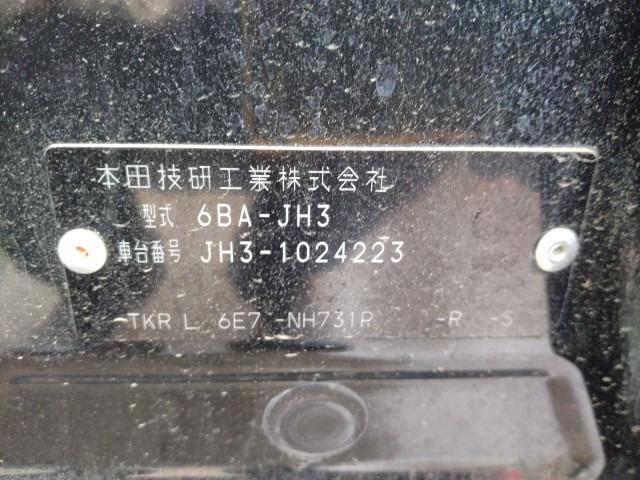 本田技研工業株式会社
型式 6BA-JH3
車台番号 JH3-1024223
-TKR L 6E7 -NH731P -R -S